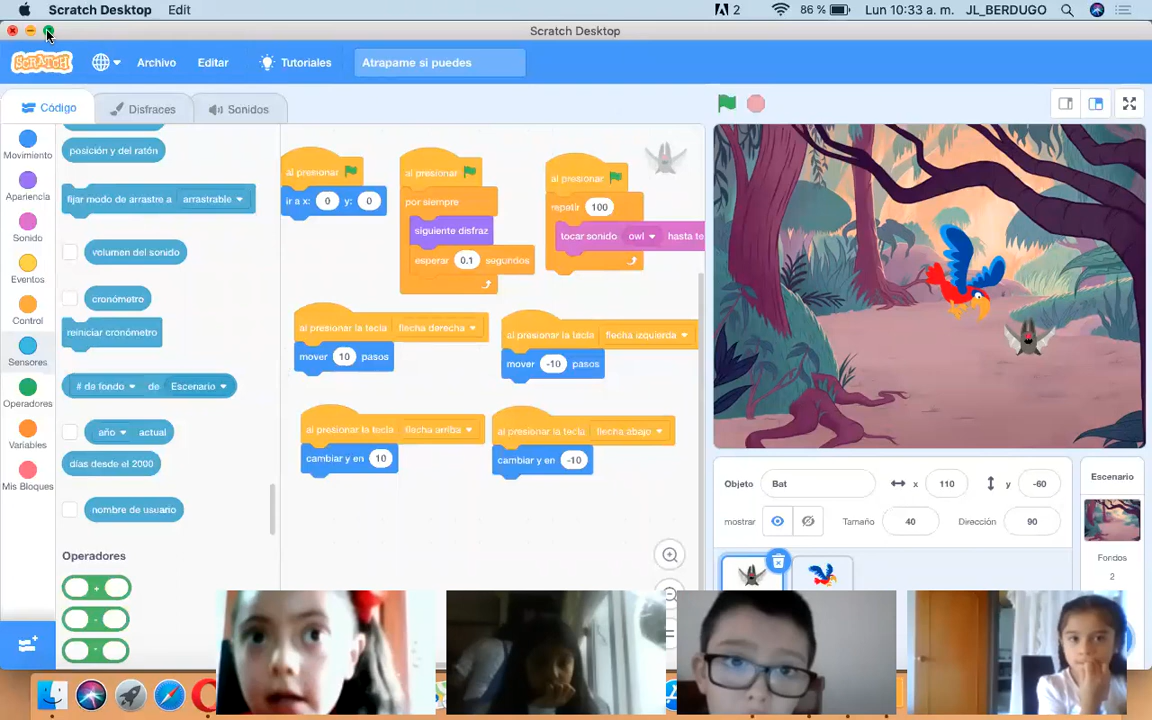 Scratch Desktop Edit
2 86 % Lun 10:33 a. m. JL_BERDUGO
Scratch Desktop
SCRATCH Archivo Editar Tutoriales Atrapame si puedes
Código Disfraces Sonidos
Movimiento
Apariencia
Sonido
Eventos
Control
Sensores
Operadores
Variables
Mis Bloques
posición y del ratón
fijar modo de arrastre a arrastrable
volumen del sonido
cronómetro
reiniciar cronómetro
# de fondo de Escenario
año actual
días desde el 2000
nombre de usuario
Operadores
+
-
*
al presionar
ir a x: 0 y: 0
al presionar
por siempre
siguiente disfraz
esperar 0.1 segundos
al presionar
repetir 100
tocar sonido owl hasta te
al presionar la tecla flecha derecha
mover 10 pasos
al presionar la tecla flecha izquierda
mover -10 pasos
al presionar la tecla flecha arriba
cambiar y en 10
al presionar la tecla flecha abajo
cambiar y en -10
Objeto Bat x 110 y -60
mostrar Tamaño 40 Dirección 90
Escenario
Fondos
2